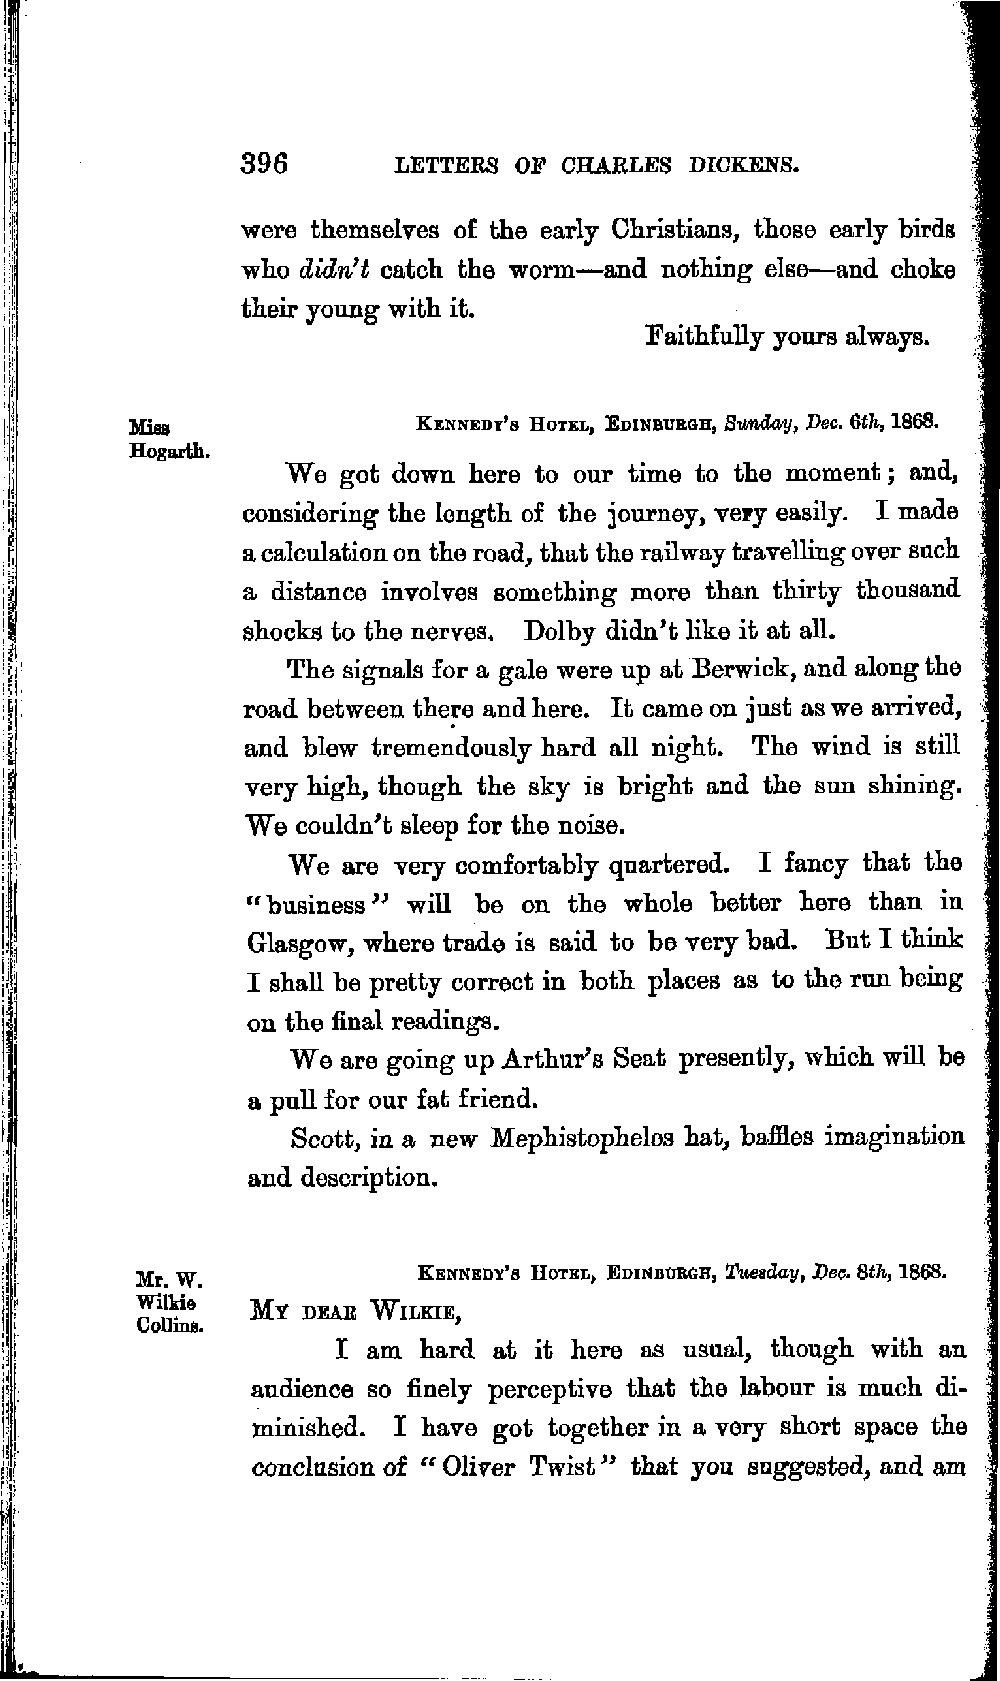 396 LETTERS OF CHARLES DICKENS.
were themselves of the early Christians, those early birds
who didn't catch the worm—and nothing else—and choke
their young with it.
Faithfully yours always.
Miss
Hogarth.
KENNEDY'S HOTEL, EDINBURGH, Sunday, Dec. 6th, 1868.
We got down here to our time to the moment; and,
considering the length of the journey, very easily. I made
a calculation on the road, that the railway travelling over such
a distance involves something more than thirty thousand
shocks to the nerves. Dolby didn't like it at all.
The signals for a gale were up at Berwick, and along the
road between there and here. It came on just as we arrived,
and blew tremendously hard all night. The wind is still
very high, though the sky is bright and the sun shining.
We couldn't sleep for the noise.
We are very comfortably quartered. I fancy that the
"business" will be on the whole better here than in
Glasgow, where trade is said to be very bad. But I think
I shall be pretty correct in both places as to the run being
on the final readings.
We are going up Arthur's Seat presently, which will be
a pull for our fat friend.
Scott, in a new Mephistopheles hat, baffles imagination
and description.
Mr. W.
Wilkie
Collins.
KENNEDY'S HOTEL, EDINBURGH, Tuesday, Dec. 8th, 1868.
MY DEAR WILKIE,
I am hard at it here as usual, though with an
audience so finely perceptive that the labour is much di-
minished. I have got together in a very short space the
conclusion of "Oliver Twist" that you suggested, and am